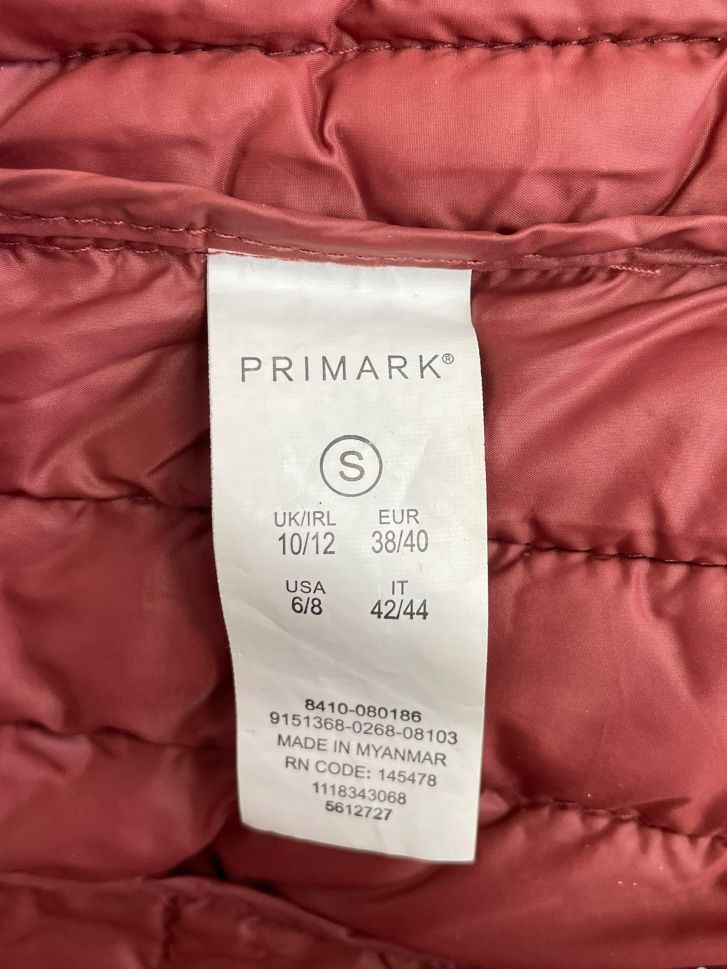 PRIMARK®
S
UK/IRL EUR
10/12 38/40
USA IT
6/8 42/44
8410-080186
9151368-0268-08103
MADE IN MYANMAR
RN CODE: 145478
1118343068
5612727